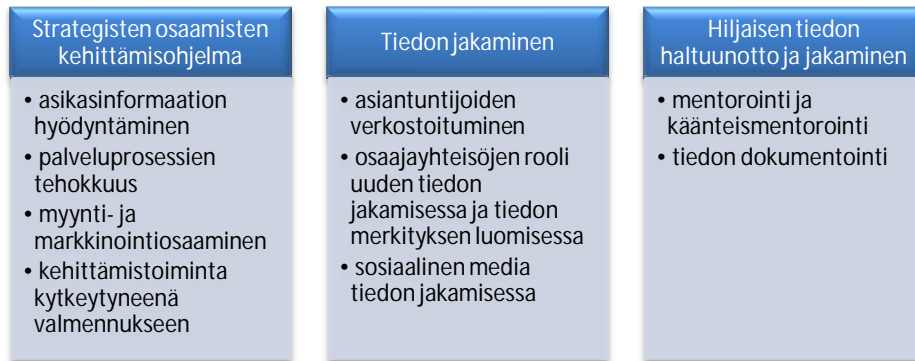 Strategisten osaamisten
kehittämisohjelma
• asikasinformaation
hyödyntäminen
• palveluprosessien
tehokkuus
• myynti- ja
markkinointiosaaminen
• kehittämistoiminta
kytkeytyneenä
valmennukseen
Tiedon jakaminen
• asiantuntijoiden
verkostoituminen
• osaajayhteisöjen rooli
uuden tiedon
jakamisessa ja tiedon
merkityksen luomisessa
• sosiaalinen media
tiedon jakamisessa
Hiljaisen tiedon
haltuunotto ja jakaminen
• mentorointi ja
käänteismentorointi
• tiedon dokumentointi